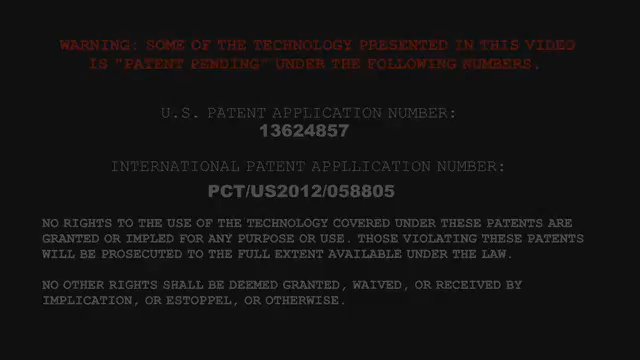 WARNING: SOME OF THE TECHNOLOGY PRESENTED IN THIS VIDEO
IS "PATENT PENDING" UNDER THE FOLLOWING NUMBERS.
U.S. PATENT APPLICATION NUMBER:
13624857
INTERNATIONAL PATENT APPLLICATION NUMBER:
PCT/US2012/058805
NO RIGHTS TO THE USE OF THE TECHNOLOGY COVERED UNDER THESE PATENTS ARE
GRANTED OR IMPLED FOR ANY PURPOSE OR USE. THOSE VIOLATING THESE PATENTS
WILL BE PROSECUTED TO THE FULL EXTENT AVAILABLE UNDER THE LAW.
NO OTHER RIGHTS SHALL BE DEEMED GRANTED, WAIVED, OR RECEIVED BY
IMPLICATION, OR ESTOPPEL, OR OTHERWISE.